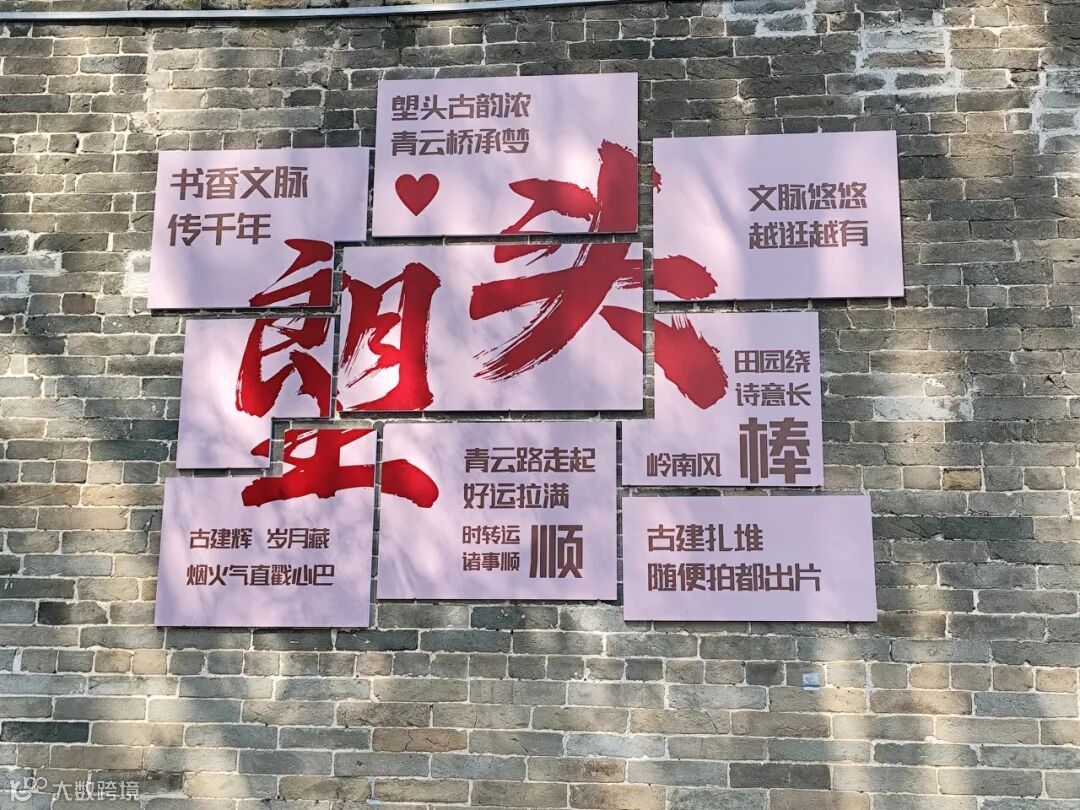 塱头古韵浓
青云桥承梦
书香文脉
传千年
文脉悠悠
越逛越有
塱头
田园绕
诗意长
岭南风 棒
青云路走起
好运拉满
时转运
诸事顺 顺
古建辉 岁月藏
烟火气直戳心巴
古建扎堆
随便拍都出片
大数跨境